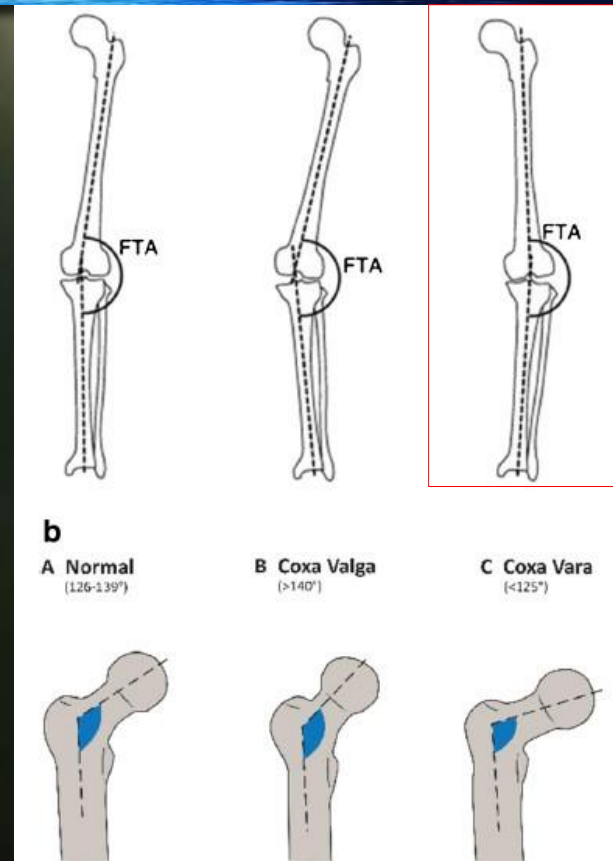 FTA
FTA
FTA
b
A Normal
(126-139°)
B Coxa Valga
(>140°)
C Coxa Vara
(<125°)